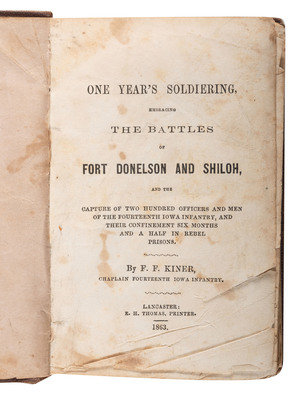 ONE YEAR'S SOLDIERING,
EMBRACING
THE BATTLES
OF
FORT DONELSON AND SHILOH,
AND THE
CAPTURE OF TWO HUNDRED OFFICERS AND MEN
OF THE FOURTEENTH IOWA INFANTRY, AND
THEIR CONFINEMENT SIX MONTHS
AND A HALF IN REBEL
PRISONS.
By F. F. KINER,
CHAPLAIN FOURTEENTH IOWA INFANTRY.
LANCASTER:
E. H. THOMAS, PRINTER.
1863.